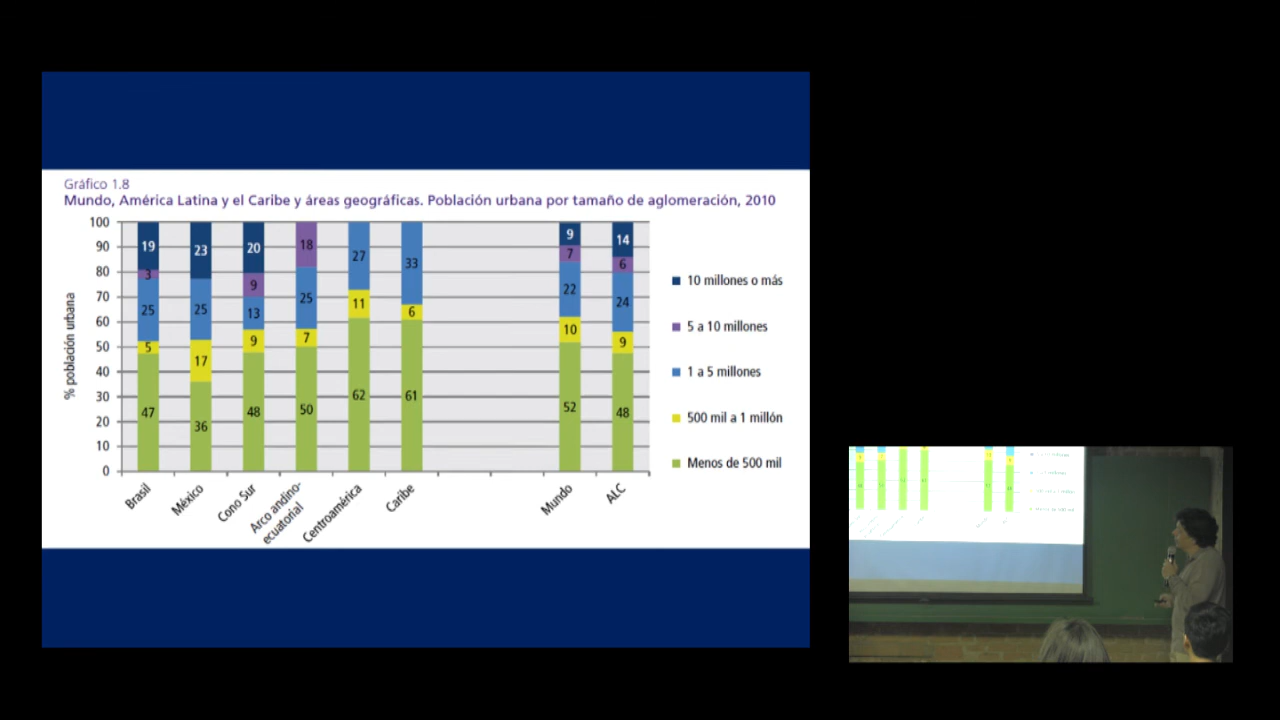 Gráfico 1.8
Mundo, América Latina y el Caribe y áreas geográficas. Población urbana por tamaño de aglomeración, 2010
% población urbana
100
90
80
70
60
50
40
30
20
10
0
19
3
25
5
47
23
25
17
36
20
9
13
9
48
18
25
7
50
27
11
62
33
6
61
9
7
22
10
52
14
6
24
9
48
Brasil
México
Cono Sur
Arco andino-
ecuatorial
Centroamérica
Caribe
Mundo
ALC
10 millones o más
5 a 10 millones
1 a 5 millones
500 mil a 1 millón
Menos de 500 mil